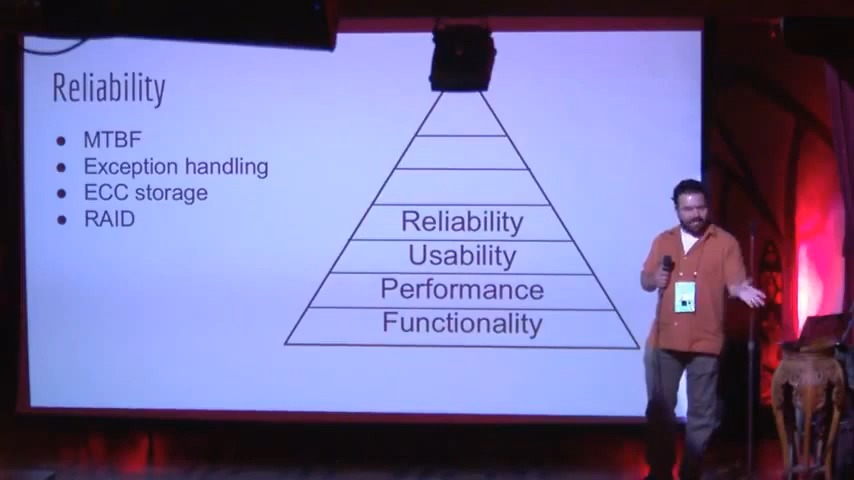 Reliability
MTBF
Exception handling
ECC storage
RAID
Reliability
Usability
Performance
Functionality